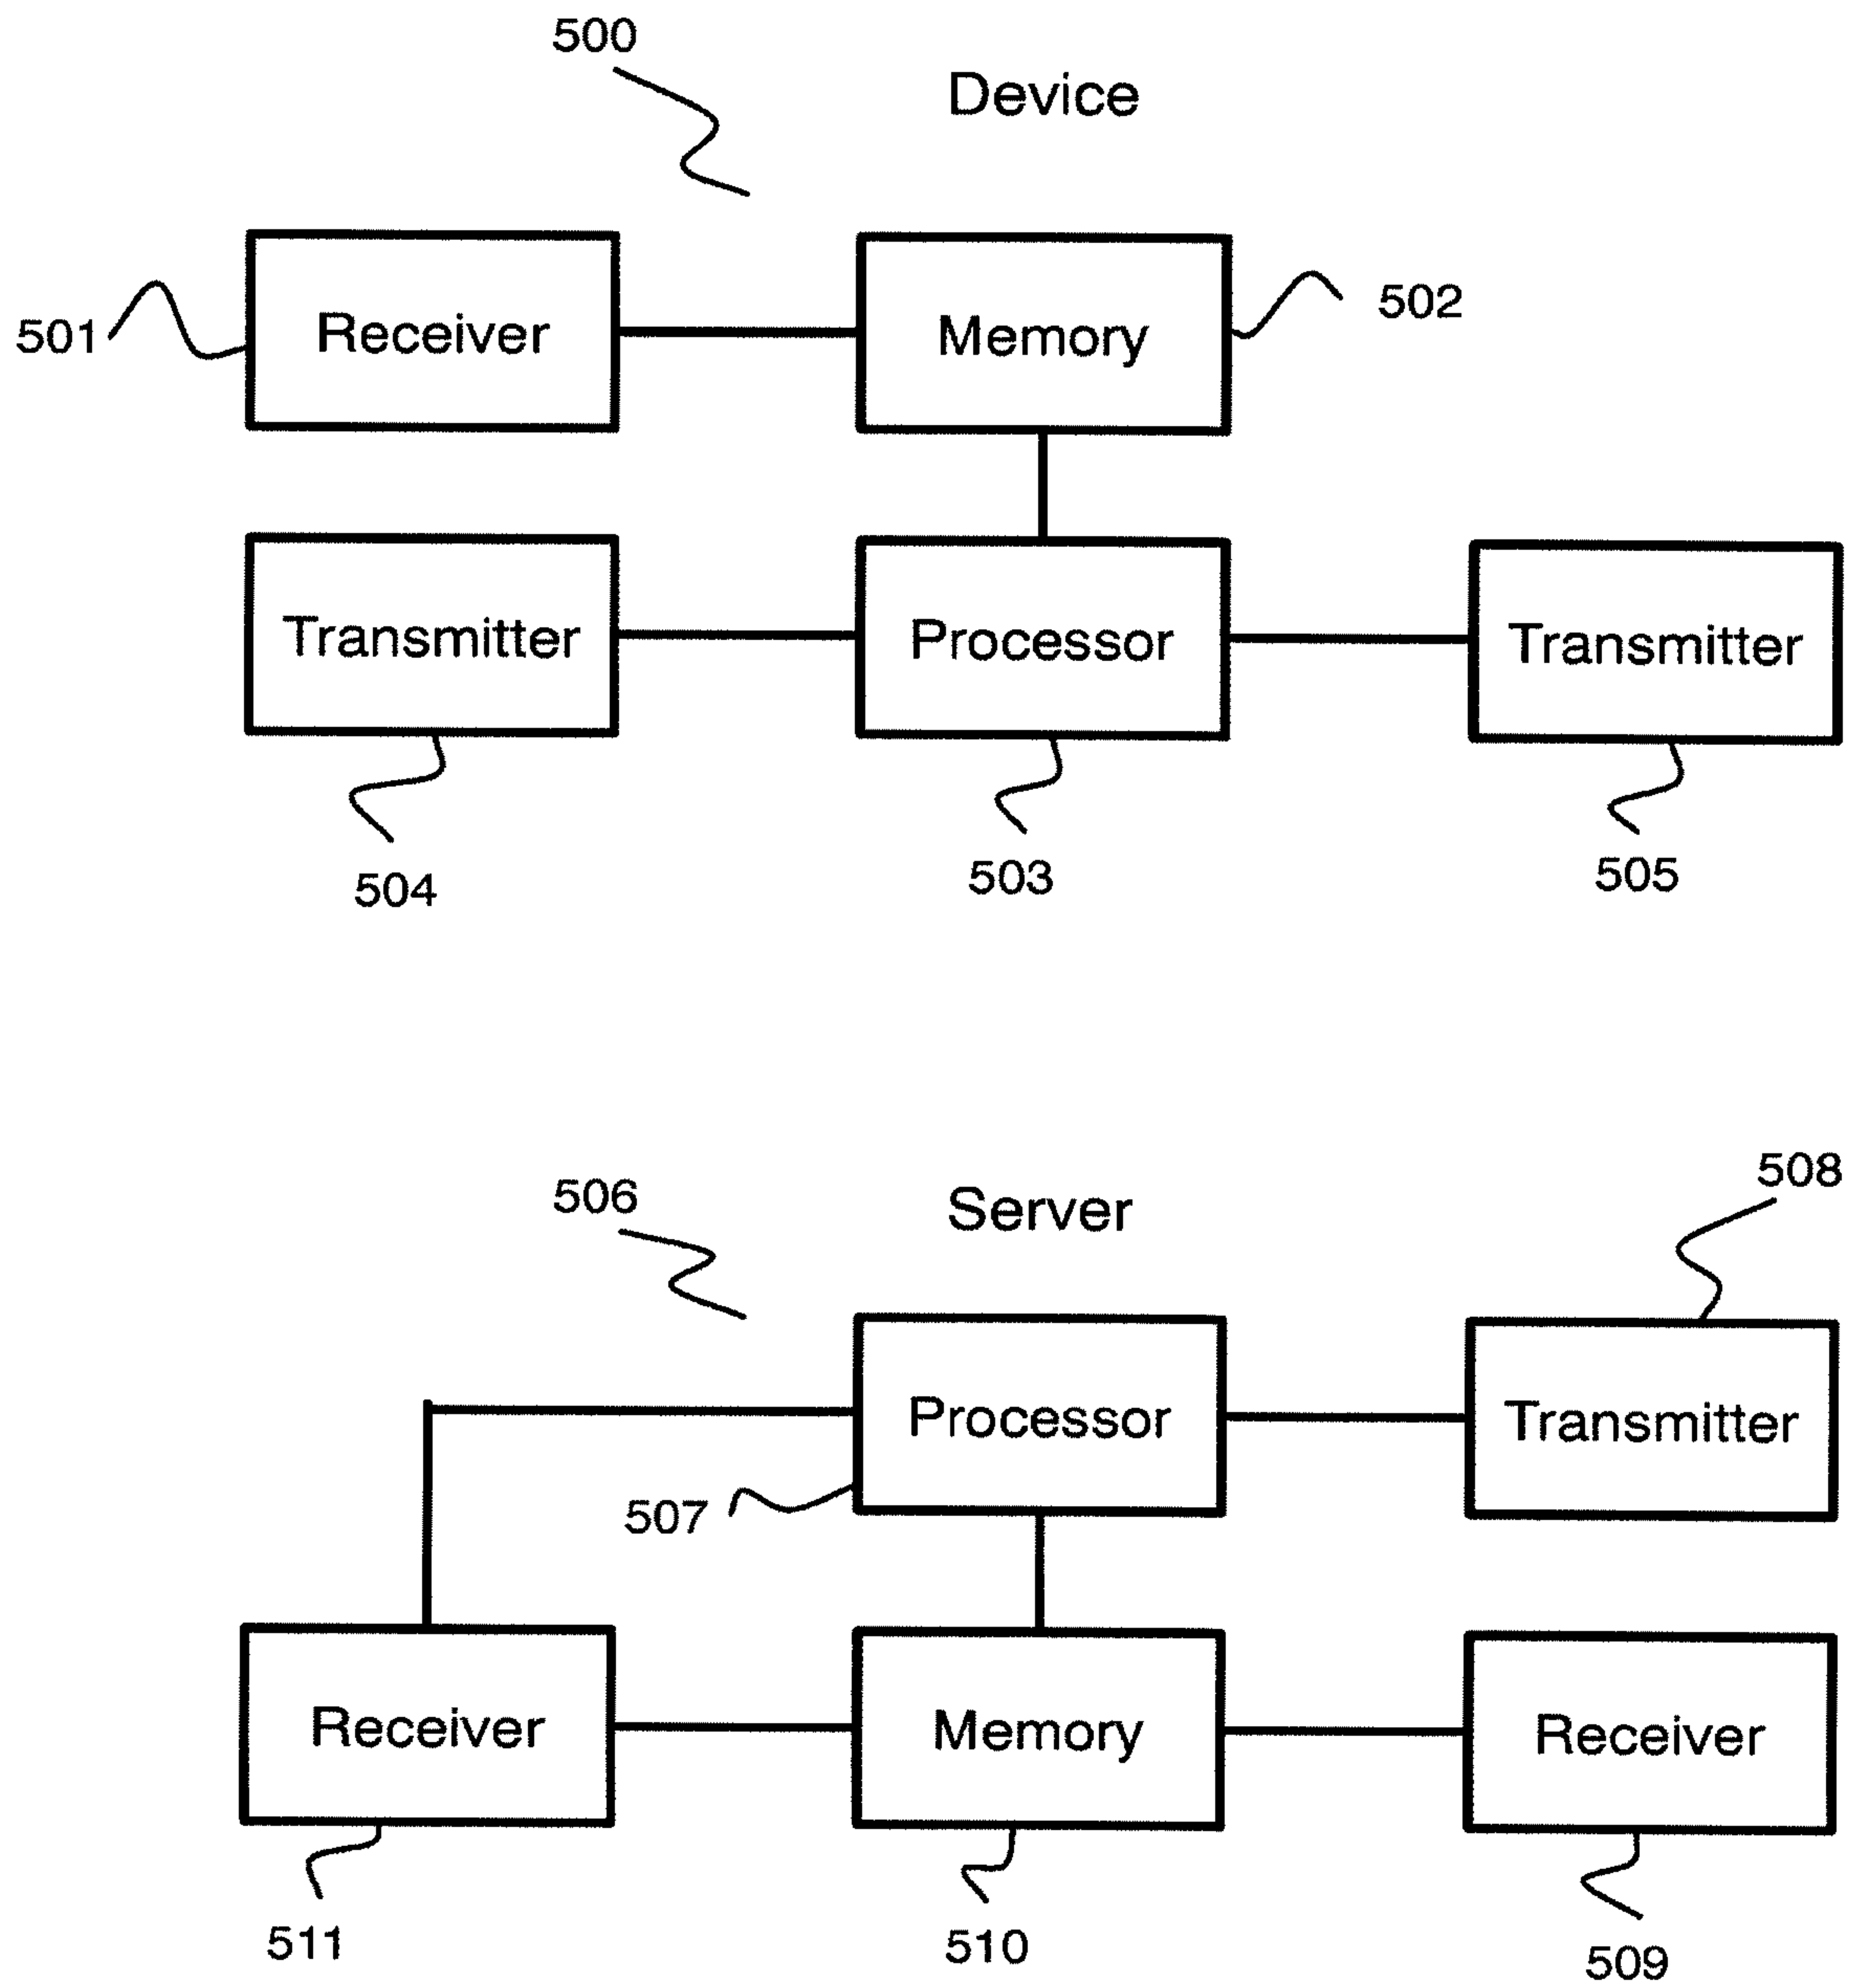 500
Device
501
Receiver
Memory
502
Transmitter
Processor
Transmitter
504
503
505
506
Server
508
Processor
Transmitter
507
Receiver
Memory
Receiver
511
510
509